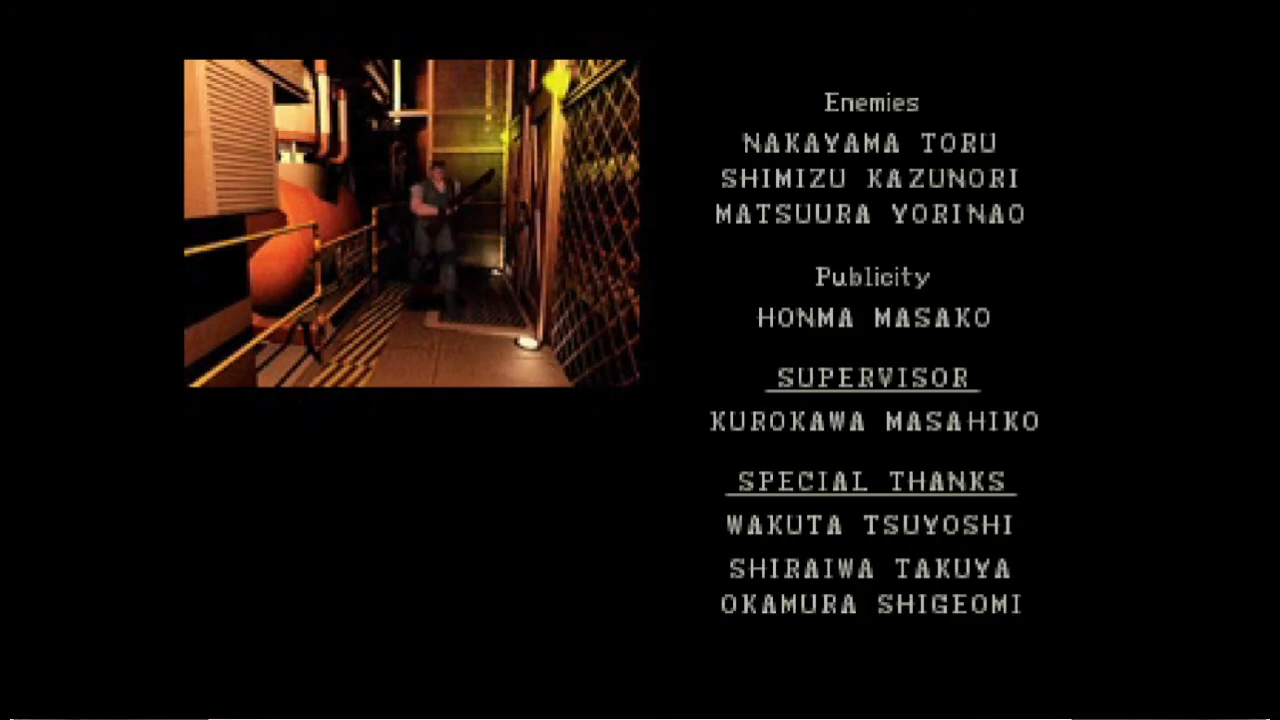 Enemies
NAKAYAMA TORU
SHIMIZU KAZUNORI
MATSUURA YORINAO
Publicity
HONMA MASAKO
SUPERVISOR
KUROKAWA MASAHIKO
SPECIAL THANKS
WAKUTA TSUYOSHI
SHIRAIWA TAKUYA
OKAMURA SHIGEOMI